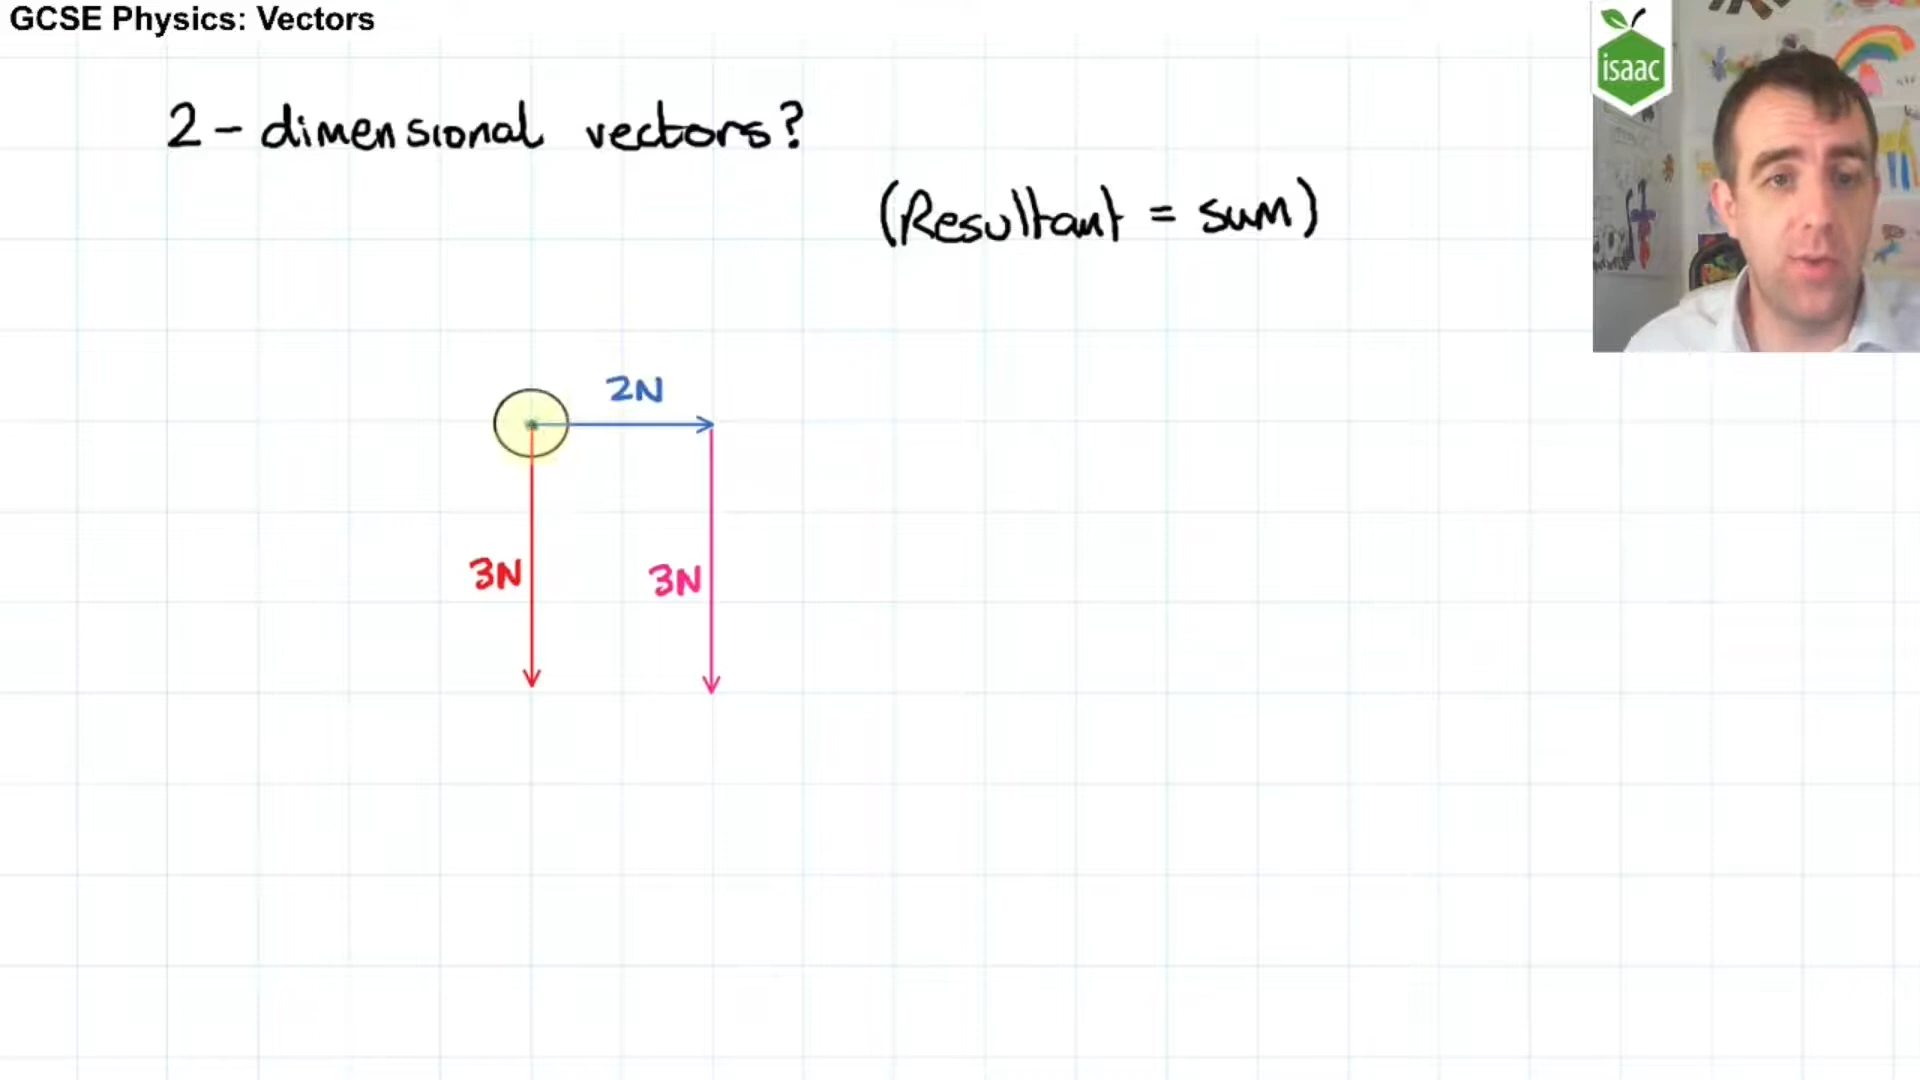 GCSE Physics: Vectors
isaac
2 - dimensional vectors?
(Resultant = sum)
2N
3N
3N